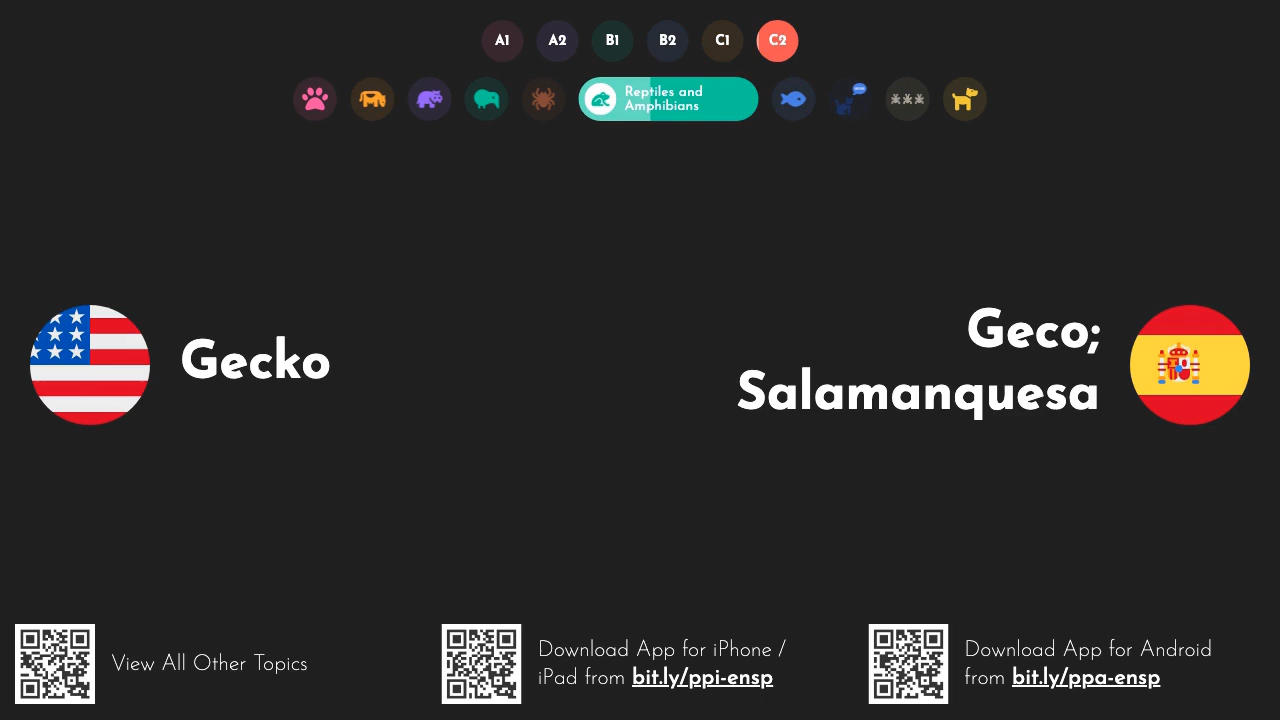 A1 A2 B1 B2 C1 C2
Reptiles and
Amphibians
Gecko
Geco;
Salamanquesa
View All Other Topics
Download App for iPhone /
iPad from bit.ly/ppi-ensp
Download App for Android
from bit.ly/ppa-ensp